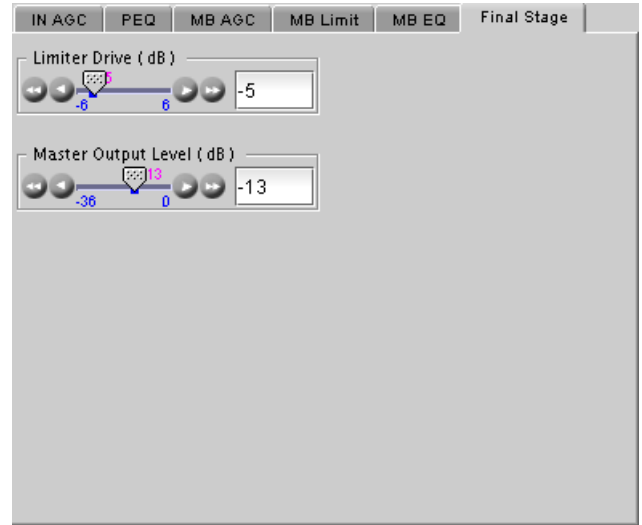 IN AGC PEQ MB AGC MB Limit MB EQ Final Stage
Limiter Drive ( dB )
5
-6 6
-5
Master Output Level ( dB )
13
-36 0
-13